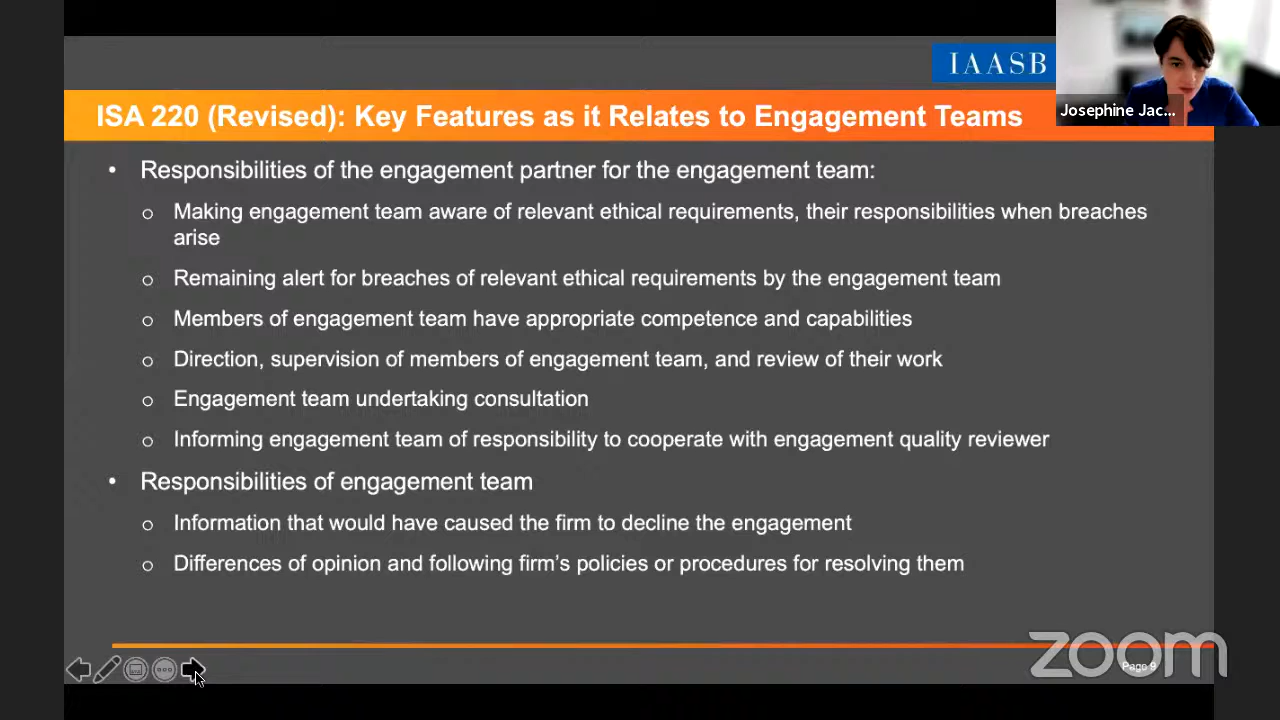 IAASB
Josephine Jac...
ISA 220 (Revised): Key Features as it Relates to Engagement Teams
• Responsibilities of the engagement partner for the engagement team:
o Making engagement team aware of relevant ethical requirements, their responsibilities when breaches
arise
o Remaining alert for breaches of relevant ethical requirements by the engagement team
o Members of engagement team have appropriate competence and capabilities
o Direction, supervision of members of engagement team, and review of their work
o Engagement team undertaking consultation
o Informing engagement team of responsibility to cooperate with engagement quality reviewer
• Responsibilities of engagement team
o Information that would have caused the firm to decline the engagement
o Differences of opinion and following firm's policies or procedures for resolving them
zoom
Page 9